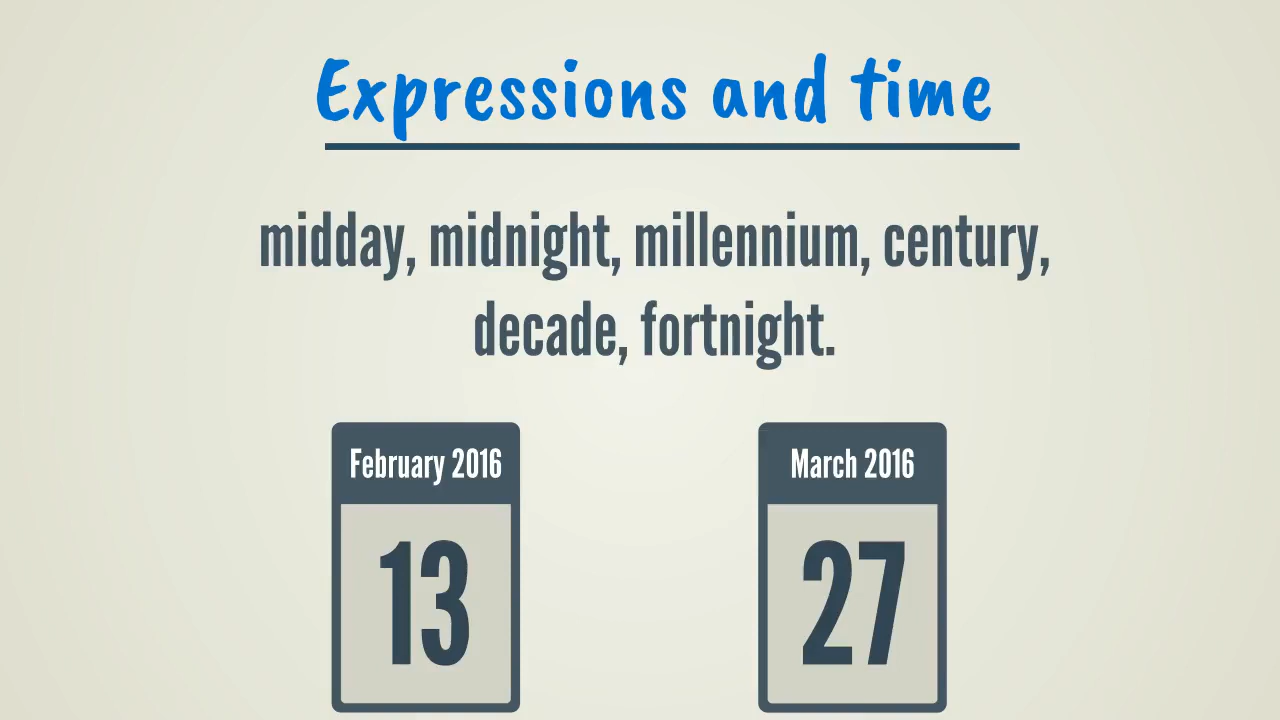 Expressions and time
midday, midnight, millennium, century,
decade, fortnight.
February 2016
13
March 2016
27